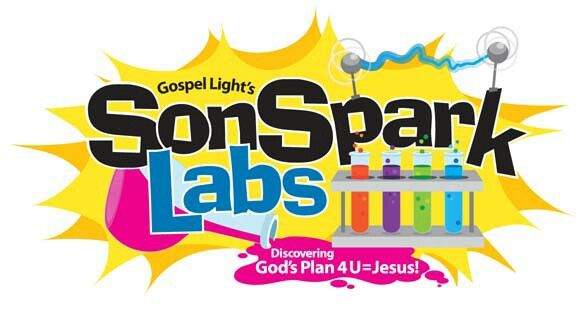 Gospel Light's
SonSpark
Labs
Discovering
God's Plan 4 U=Jesus!